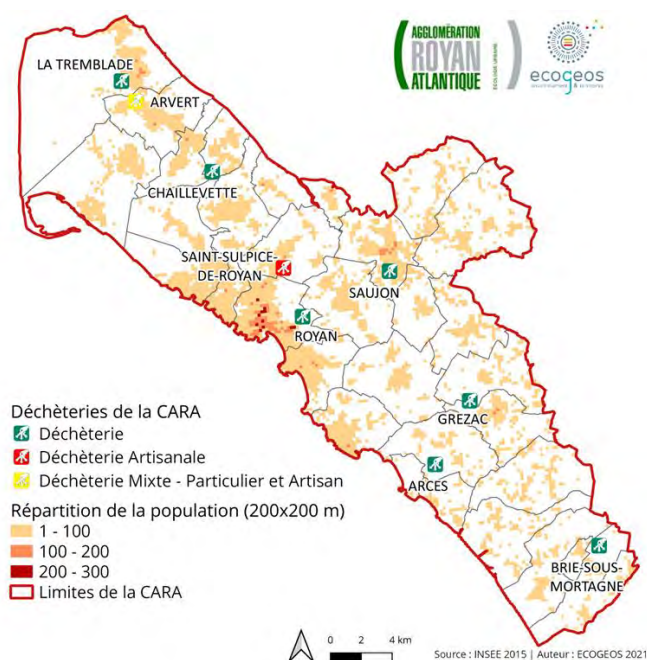 AGGLOMÉRATION
ROYAN
ATLANTIQUE
ecogeos
LA TREMBLADE
ARVERT
CHAILLEVETTE
SAINT-SULPICE-
DE-ROYAN
SAUJON
ROYAN
GREZAC
ARCES
BRIE-SOUS-
MORTAGNE
Déchèteries de la CARA
Déchèterie
Déchèterie Artisanale
Déchèterie Mixte - Particulier et Artisan
Répartition de la population (200x200 m)
1 - 100
100 - 200
200 - 300
Limites de la CARA
0 2 4 km
Source : INSEE 2015 | Auteur : ECOGEOS 2021